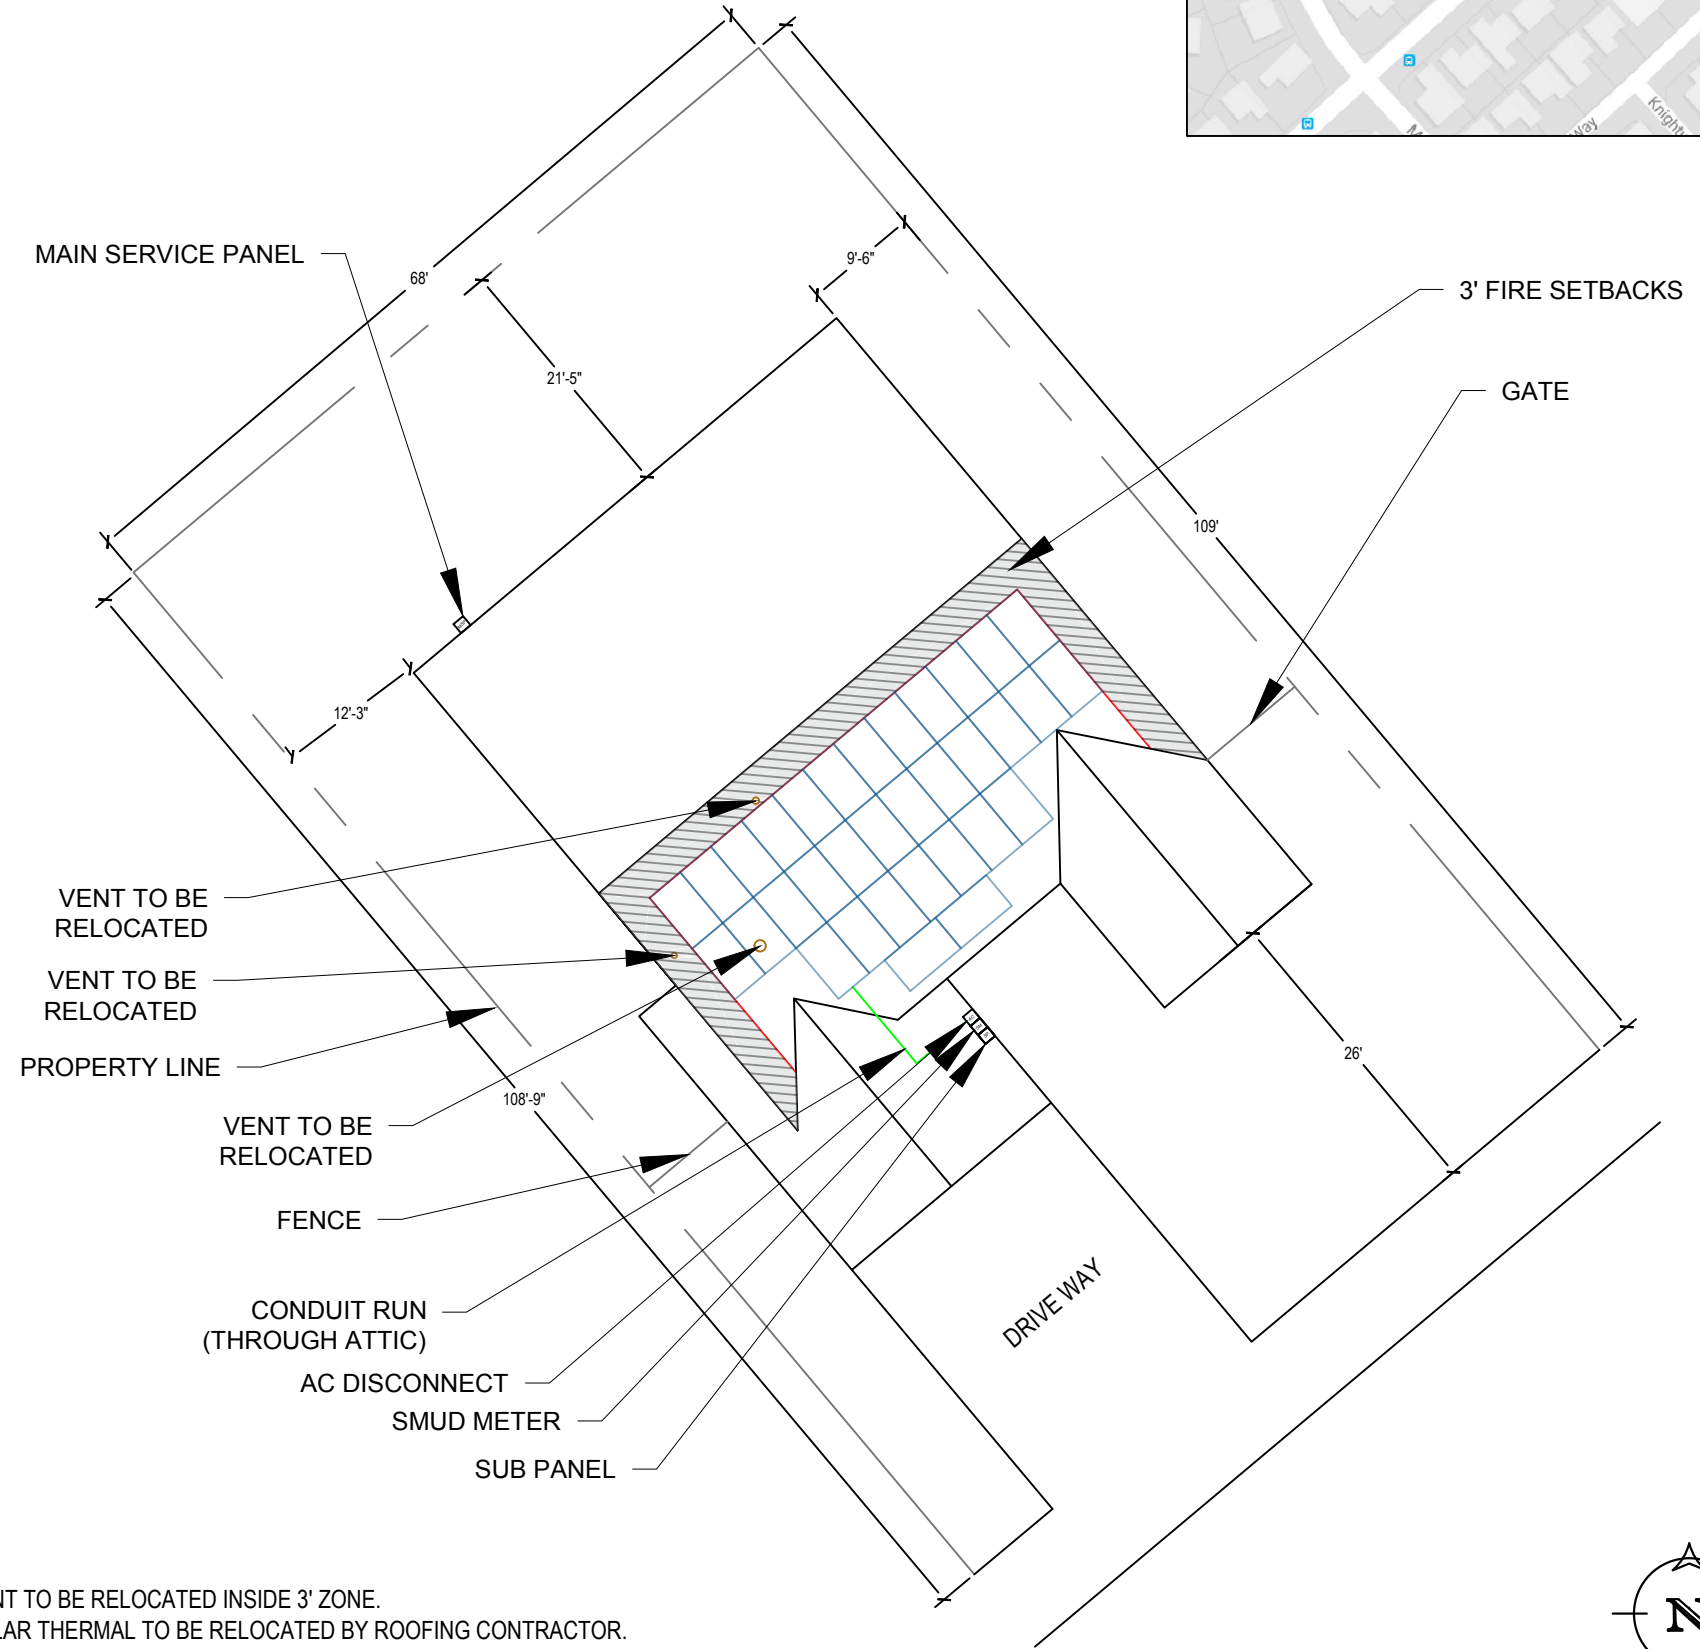 Way
68'
9'-6"
MAIN SERVICE PANEL
3' FIRE SETBACKS
21'-5"
GATE
109'
12'-3"
VENT TO BE
RELOCATED
VENT TO BE
RELOCATED
PROPERTY LINE
108'-9"
26'
VENT TO BE
RELOCATED
FENCE
CONDUIT RUN
(THROUGH ATTIC)
DRIVE WAY
AC DISCONNECT
SMUD METER
SUB PANEL
TO BE RELOCATED INSIDE 3' ZONE.
THERMAL TO BE RELOCATED BY ROOFING CONTRACTOR.
N